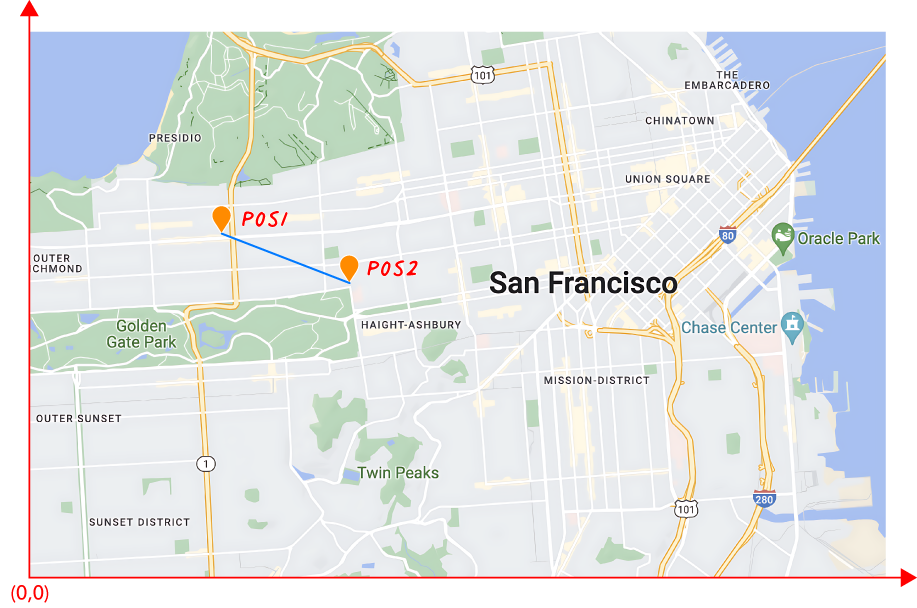 THE
EMBARCADERO
101
CHINATOWN
PRESIDIO
UNION SQUARE
POS1
80
Oracle Park
OUTER
ICHMOND
POS2
San Francisco
Golden
Gate Park
HAIGHT-ASHBURY
Chase Center
MISSION-DISTRICT
OUTER SUNSET
1
Twin Peaks
280
101
SUNSET DISTRICT
(0,0)